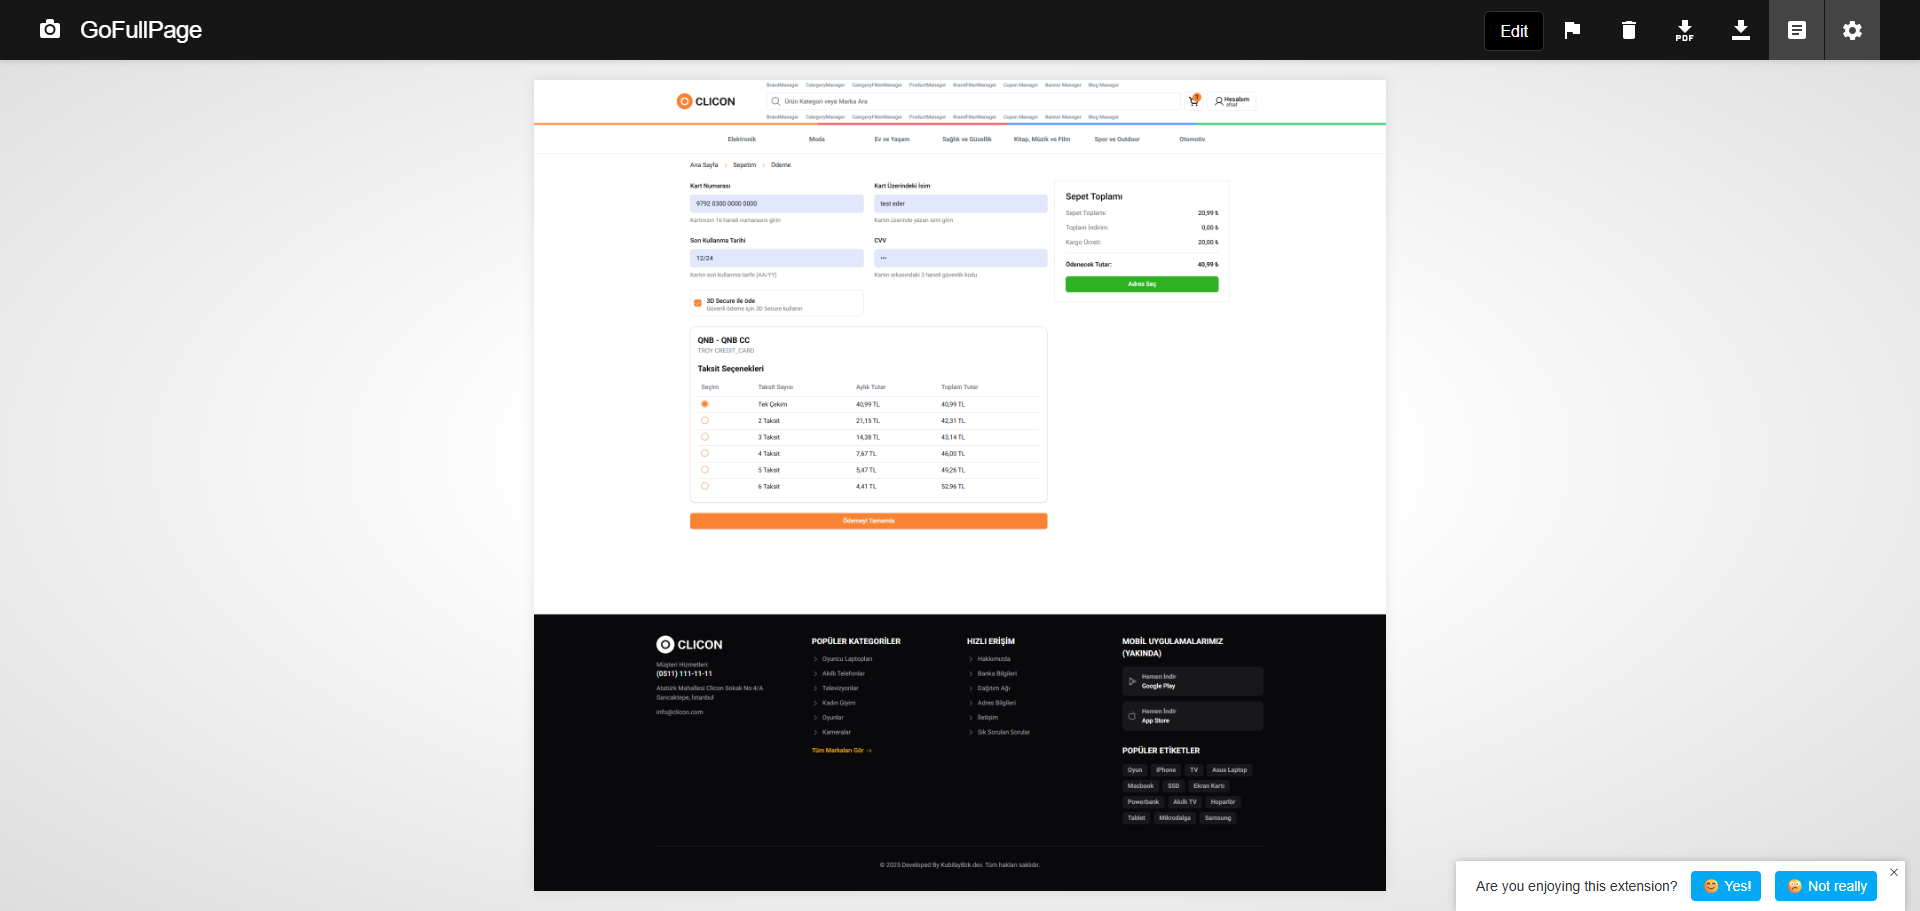 GoFullPage
Edit
PDF
BrandManager CategoryManager CategoryFilterManager ProductManager BrandFilterManager Cupon Manager Banner Manager Blog Manager
CLICON
Ürün Kategori veya Marka Ara
1
Hesabım
BrandManager CategoryManager CategoryFilterManager ProductManager BrandFilterManager Cupon Manager Banner Manager Blog Manager
Elektronik Moda Ev ve Yaşam Sağlık ve Güzellik Kitap, Müzik ve Film Spor ve Outdoor Otomotiv
Ana Sayfa > Sepetim > Ödeme
Kart Numarası
9792 0300 0000 0000
Kartınızın 16 haneli numarasını girin
Kart Üzerindeki İsim
test eder
Kartın üzerinde yazan ismi girin
Son Kullanma Tarihi
12/24
Kartın son kullanma tarihi (AA/YY)
CVV
•••
Kartın arkasındaki 3 haneli güvenlik kodu
3D Secure ile öde
Güvenli ödeme için 3D Secure kullanın
Sepet Toplamı
Sepet Toplamı: 20,99 ₺
Toplam İndirim: 0,00 ₺
Kargo Ücreti: 20,00 ₺
Ödenecek Tutar: 40,99 ₺
Adres Seç
QNB - QNB CC
TROY CREDIT_CARD
Taksit Seçenekleri
Seçim Taksit Sayısı Aylık Tutar Toplam Tutar
Tek Çekim 40,99 TL 40,99 TL
2 Taksit 21,15 TL 42,31 TL
3 Taksit 14,38 TL 43,14 TL
4 Taksit 7,67 TL 46,00 TL
5 Taksit 5,47 TL 49,26 TL
6 Taksit 4,41 TL 52,96 TL
Ödemeyi Tamamla
CLICON
Müşteri Hizmetleri:
(0511) 111-11-11
Atatürk Mahallesi Clicon Sokak No:4/A
Sancaktepe, İstanbul
info@clicon.com
POPÜLER KATEGORİLER
Oyuncu Laptopları
Akıllı Telefonlar
Televizyonlar
Kadın Giyim
Oyunlar
Kameralar
Tüm Markaları Gör →
HIZLI ERİŞİM
Hakkımızda
Banka Bilgileri
Dağıtım Ağı
Adres Bilgileri
İletişim
Sık Sorulan Sorular
MOBİL UYGULAMALARIMIZ
(YAKINDA)
Hemen İndir
Google Play
Hemen İndir
App Store
POPÜLER ETİKETLER
Oyun iPhone TV Asus Laptop
Macbook SSD Ekran Kartı
Powerbank Akıllı TV Hoparlör
Tablet Mikrodalga Samsung
© 2025 Developed By Kubilay8tk.dev. Tüm hakları saklıdır.
Are you enjoying this extension? Yes! Not really
×